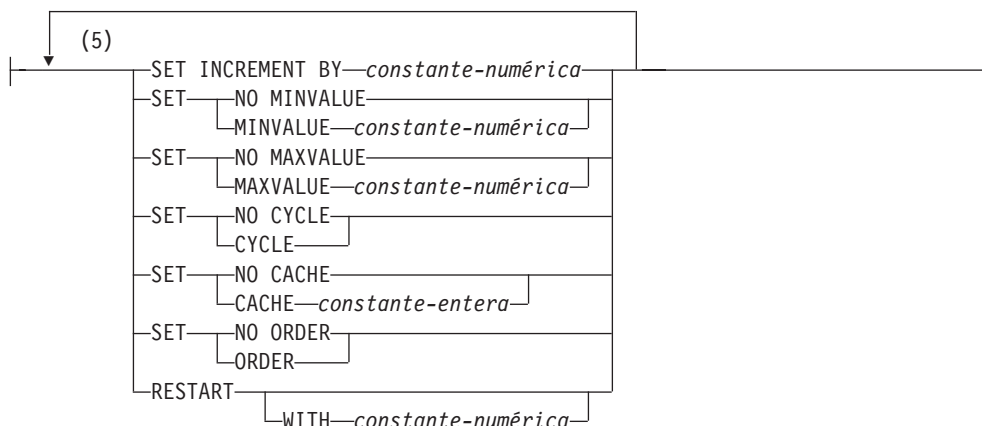 (5)
SET INCREMENT BY constante-numérica
SET NO MINVALUE
MINVALUE constante-numérica
SET NO MAXVALUE
MAXVALUE constante-numérica
SET NO CYCLE
CYCLE
SET NO CACHE
CACHE constante-entera
SET NO ORDER
ORDER
RESTART
WITH constante-numérica